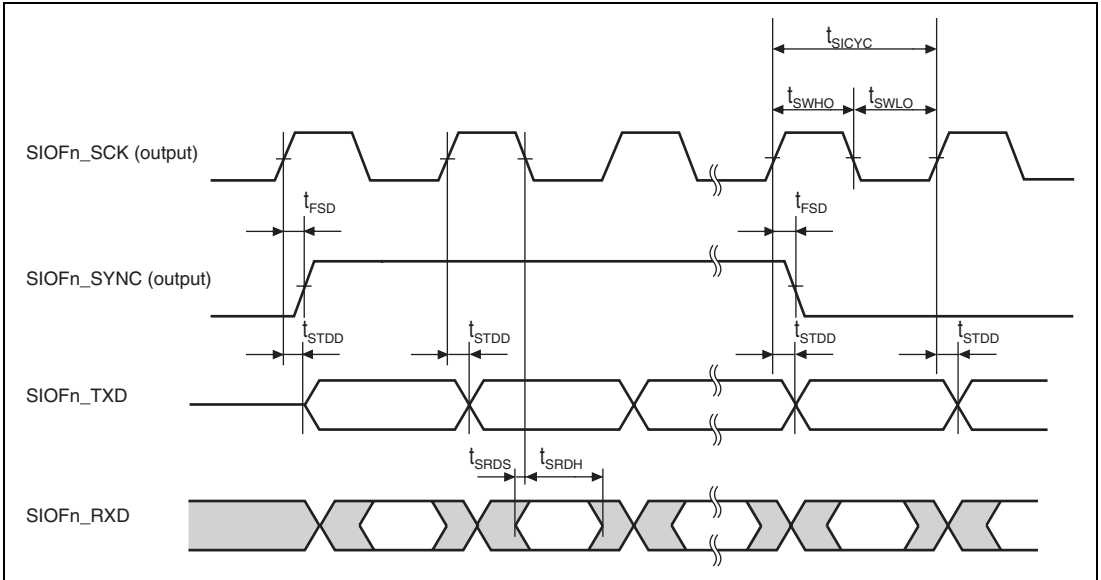 tSICYC
tSWHO tSWLO
SIOFn_SCK (output)
tFSD tFSD
SIOFn_SYNC (output)
tSTDD tSTDD tSTDD tSTDD
SIOFn_TXD
tSRDS tSRDH
SIOFn_RXD